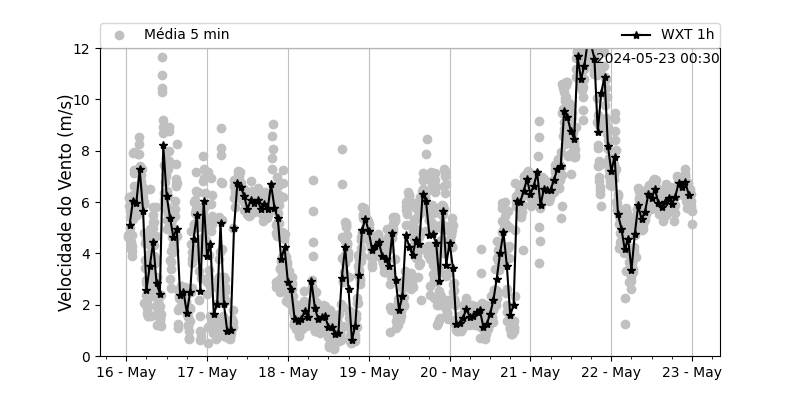 Média 5 min
WXT 1h
2024-05-23 00:30
Velocidade do Vento (m/s)
12
10
8
6
4
2
0
16 - May
17 - May
18 - May
19 - May
20 - May
21 - May
22 - May
23 - May